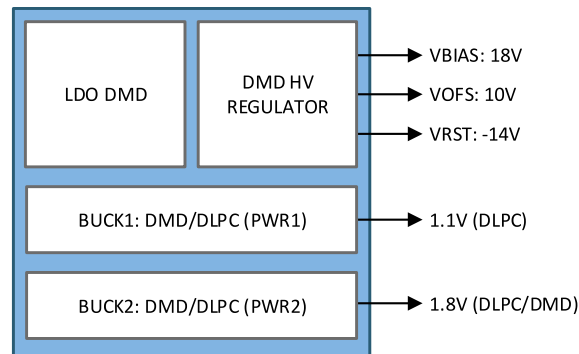 LDO DMD
DMD HV
REGULATOR
VBIAS: 18V
VOFS: 10V
VRST: -14V
BUCK1: DMD/DLPC (PWR1)
1.1V (DLPC)
BUCK2: DMD/DLPC (PWR2)
1.8V (DLPC/DMD)